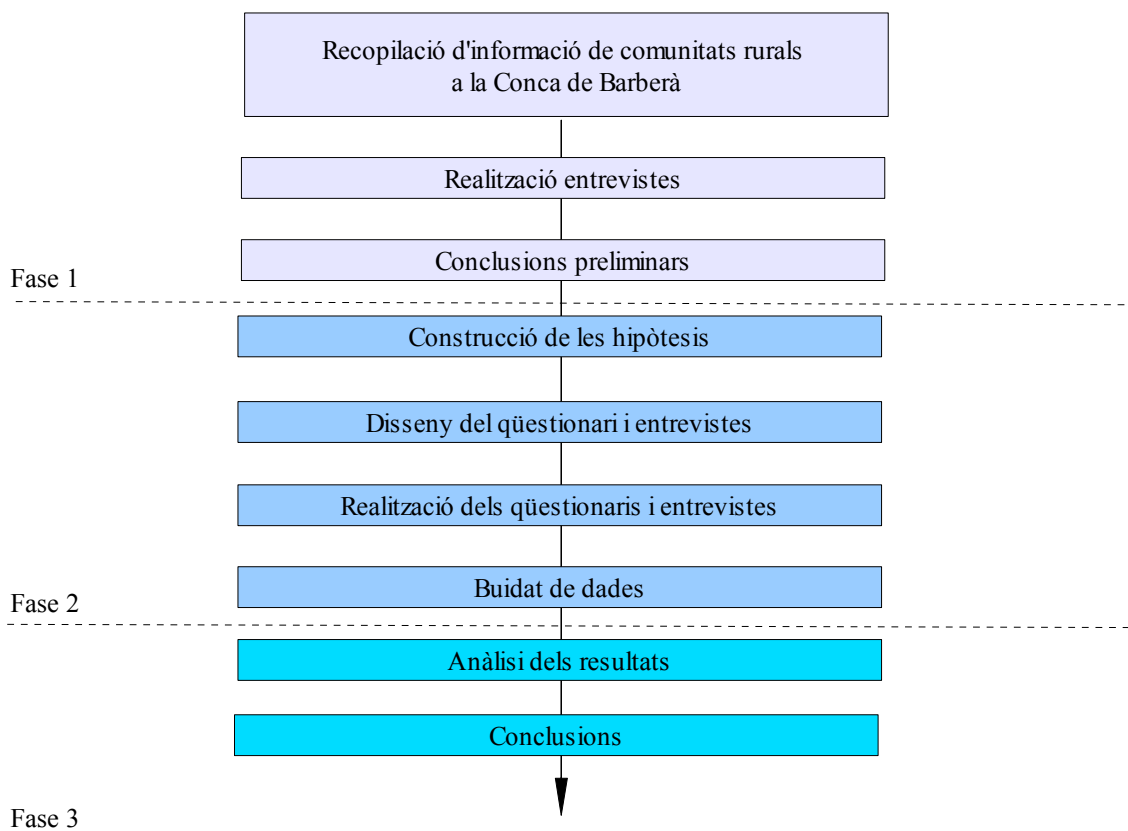 Recopilació d'informació de comunitats rurals
a la Conca de Barberà
Realització entrevistes
Conclusions preliminars
Fase 1
Construcció de les hipòtesis
Disseny del qüestionari i entrevistes
Realització dels qüestionaris i entrevistes
Buidat de dades
Fase 2
Anàlisi dels resultats
Conclusions
Fase 3